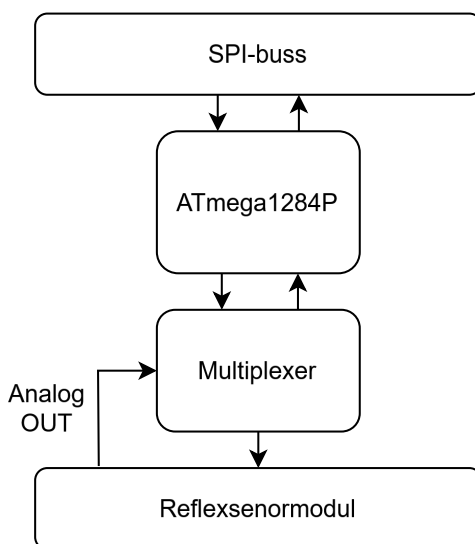 SPI-buss
ATmega1284P
Multiplexer
Analog
OUT
Reflexsenormodul